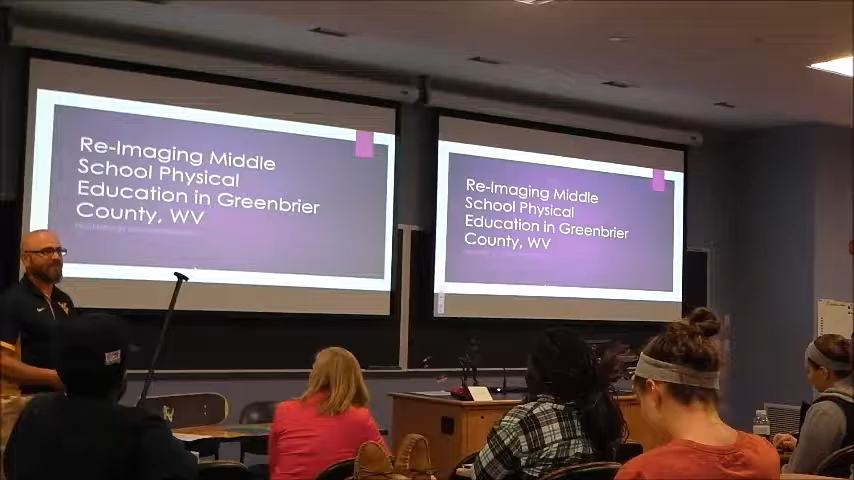 Re-Imaging Middle
School Physical
Education in Greenbrier
County, WV
Re-Imaging Middle
School Physical
Education in Greenbrier
County, WV